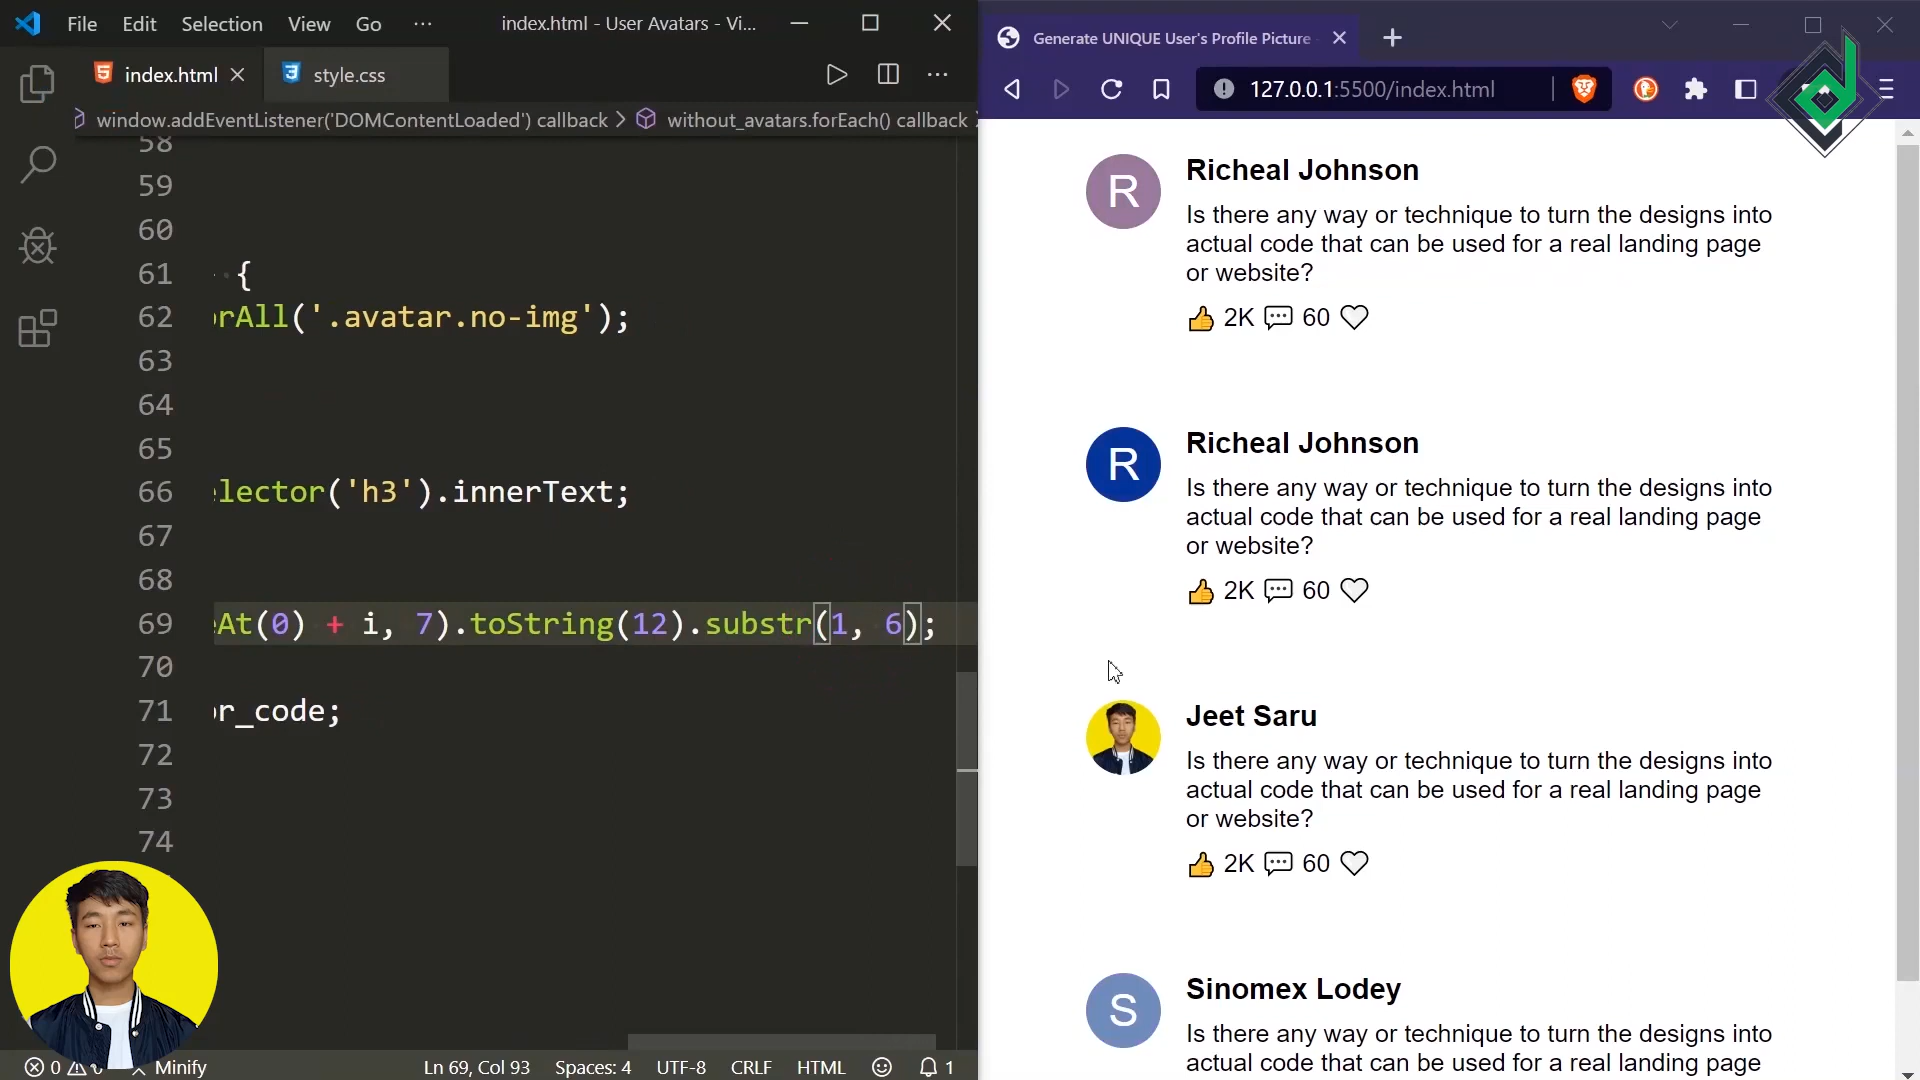 File Edit Selection View Go ··· index.html - User Avatars - Vi...
index.html style.css
window.addEventListener('DOMContentLoaded') callback > without_avatars.forEach() callback
58
59
60
61 {
62 orAll('.avatar.no-img');
63
64
65
66 elector('h3').innerText;
67
68
69 eAt(0) + i, 7).toString(12).substr(1, 6);
70
71 or_code;
72
73
74
0 0 Minify Ln 69, Col 93 Spaces: 4 UTF-8 CRLF HTML 1
Generate UNIQUE User's Profile Picture
127.0.0.1:5500/index.html
R
Richeal Johnson
Is there any way or technique to turn the designs into
actual code that can be used for a real landing page
or website?
2K 60
R
Richeal Johnson
Is there any way or technique to turn the designs into
actual code that can be used for a real landing page
or website?
2K 60
Jeet Saru
Is there any way or technique to turn the designs into
actual code that can be used for a real landing page
or website?
2K 60
S
Sinomex Lodey
Is there any way or technique to turn the designs into
actual code that can be used for a real landing page